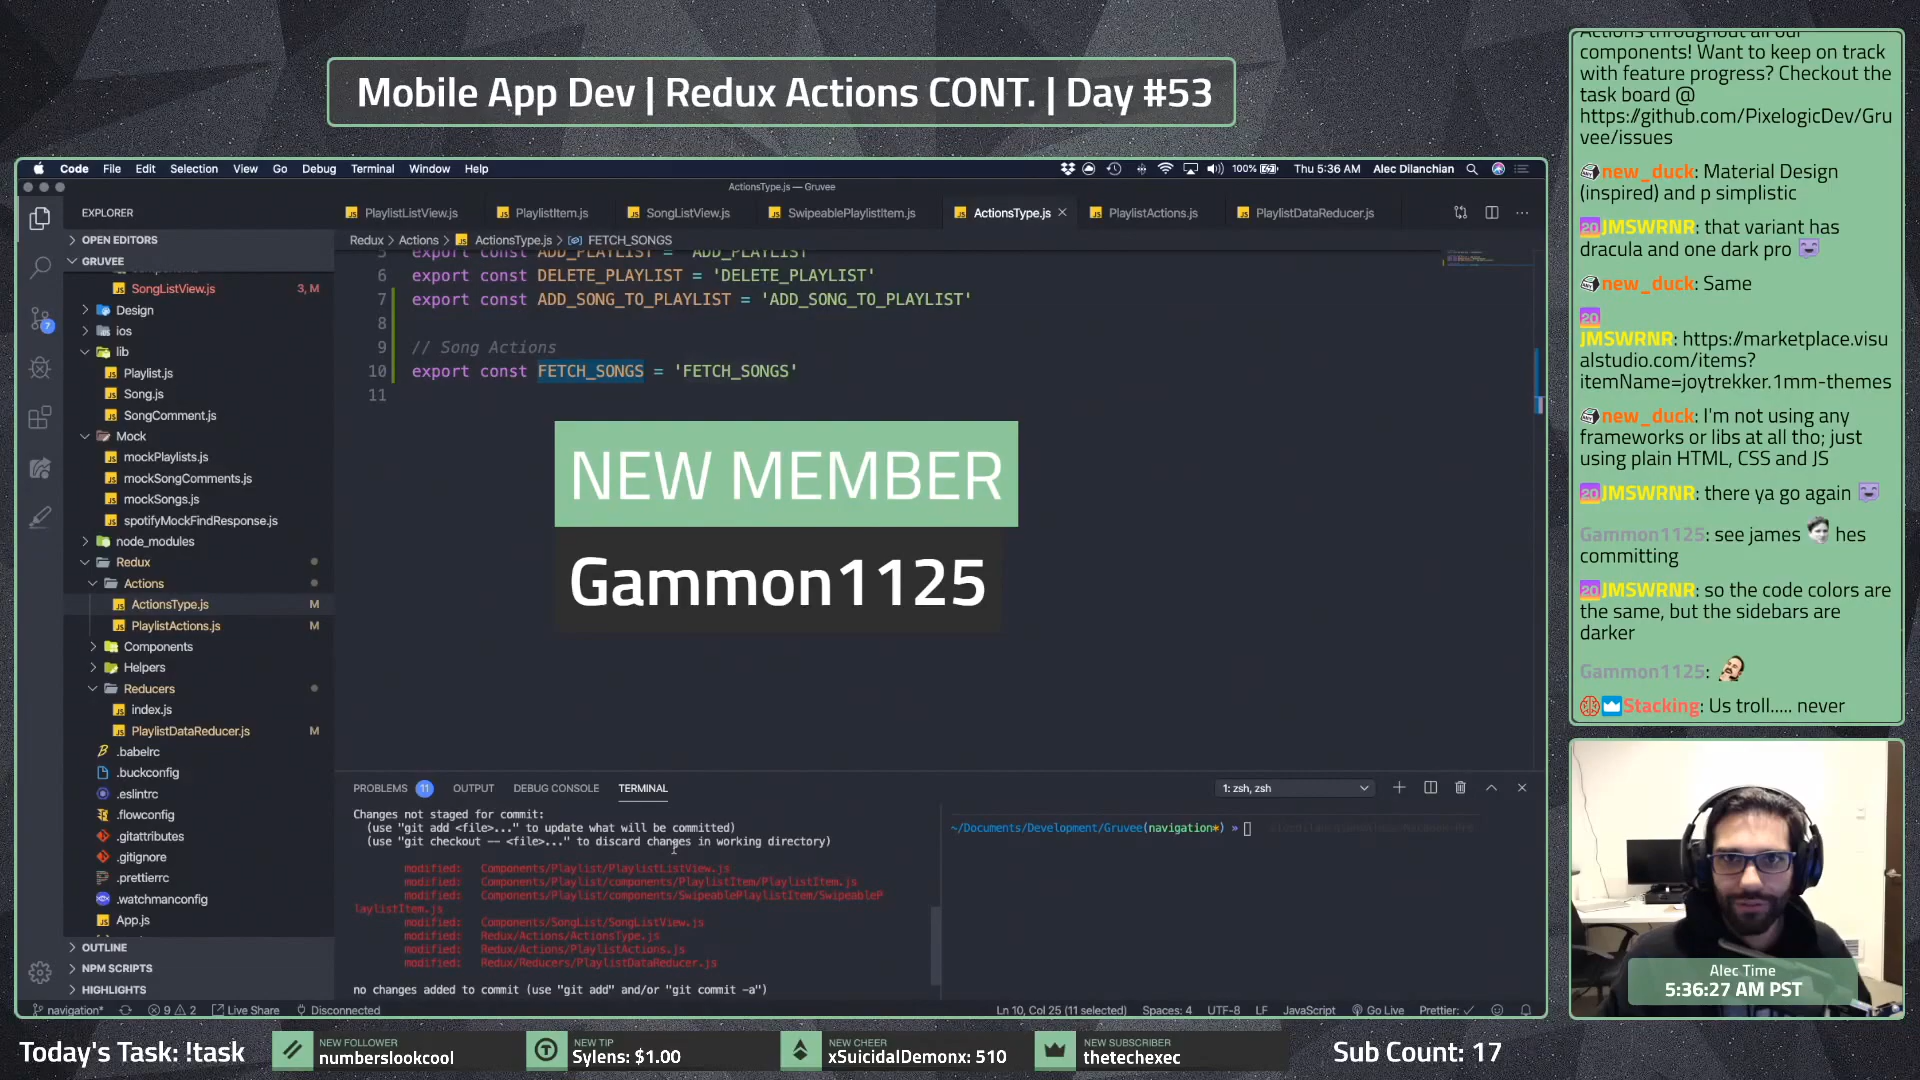 Mobile App Dev | Redux Actions CONT. | Day #53
Code File Edit Selection View Go Debug Terminal Window Help
100% Thu 5:36 AM Alec Dilanchian
ActionsType.js — Gruvee
EXPLORER
OPEN EDITORS
GRUVEE
SongListView.js 3, M
Design
ios
lib
Playlist.js
Song.js
SongComment.js
Mock
mockPlaylists.js
mockSongComments.js
mockSongs.js
spotifyMockFindResponse.js
node_modules
Redux
Actions
ActionsType.js M
PlaylistActions.js M
Components
Helpers
Reducers
index.js
PlaylistDataReducer.js M
.babelrc
.buckconfig
.eslintrc
.flowconfig
.gitattributes
.gitignore
.prettierrc
.watchmanconfig
App.js
OUTLINE
NPM SCRIPTS
HIGHLIGHTS
7
PlaylistListView.js PlaylistItem.js SongListView.js SwipeablePlaylistItem.js ActionsType.js PlaylistActions.js PlaylistDataReducer.js
Redux > Actions > ActionsType.js > FETCH_SONGS
5 export const ADD_PLAYLIST = 'ADD_PLAYLIST'
6 export const DELETE_PLAYLIST = 'DELETE_PLAYLIST'
7 export const ADD_SONG_TO_PLAYLIST = 'ADD_SONG_TO_PLAYLIST'
8
9 // Song Actions
10 export const FETCH_SONGS = 'FETCH_SONGS'
11
NEW MEMBER
Gammon1125
PROBLEMS 11 OUTPUT DEBUG CONSOLE TERMINAL
1: zsh, zsh
Changes not staged for commit:
(use "git add <file>..." to update what will be committed)
(use "git checkout -- <file>..." to discard changes in working directory)
modified: Components/Playlist/PlaylistListView.js
modified: Components/Playlist/components/PlaylistItem/PlaylistItem.js
modified: Components/Playlist/components/SwipeablePlaylistItem/SwipeableP
laylistItem.js
modified: Components/SongList/SongListView.js
modified: Redux/Actions/ActionsType.js
modified: Redux/Actions/PlaylistActions.js
modified: Redux/Reducers/PlaylistDataReducer.js
no changes added to commit (use "git add" and/or "git commit -a")
~/Documents/Development/Gruvee(navigation*) »
navigation* 9 2 Live Share Disconnected
Ln 10, Col 25 (11 selected) Spaces: 4 UTF-8 LF JavaScript Go Live Prettier: ✓
Actions throughout all our
components! Want to keep on track
with feature progress? Checkout the
task board @
https://github.com/PixelogicDev/Gru
vee/issues
new_duck: Material Design
(inspired) and p simplistic
20 JMSWRNR: that variant has
dracula and one dark pro
new_duck: Same
20
JMSWRNR: https://marketplace.visu
alstudio.com/items?
itemName=joytrekker.1mm-themes
new_duck: I'm not using any
frameworks or libs at all tho; just
using plain HTML, CSS and JS
20 JMSWRNR: there ya go again
Gammon1125: see james hes
committing
20 JMSWRNR: so the code colors are
the same, but the sidebars are
darker
Gammon1125:
Stacking: Us troll..... never
Alec Time
5:36:27 AM PST
Today's Task: !task
NEW FOLLOWER
numberslookcool
NEW TIP
Sylens: $1.00
NEW CHEER
xSuicidalDemonx: 510
NEW SUBSCRIBER
thetechexec
Sub Count: 17